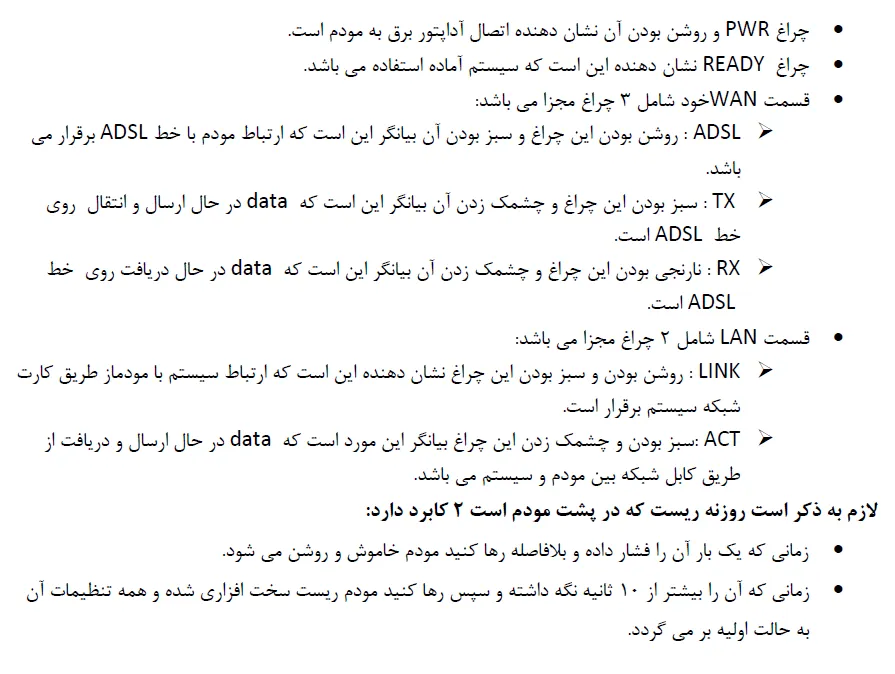 • چراغ PWR و روشن بودن آن نشان دهنده اتصال آداپتور برق به مودم است.
• چراغ READY نشان دهنده این است که سیستم آماده استفاده می باشد.
• قسمت WANخود شامل ۳ چراغ مجزا می باشد:
➢ ADSL : روشن بودن این چراغ و سبز بودن آن بیانگر این است که ارتباط مودم با خط ADSL برقرار می
باشد.
➢ TX : سبز بودن این چراغ و چشمک زدن آن بیانگر این است که data در حال ارسال و انتقال روی
خط ADSL است.
➢ RX : نارنجی بودن این چراغ و چشمک زدن آن بیانگر این است که data در حال دریافت روی خط
ADSL است.
• قسمت LAN شامل ۲ چراغ مجزا می باشد:
➢ LINK : روشن بودن و سبز بودن این چراغ نشان دهنده این است که ارتباط سیستم با مودماز طریق کارت
شبکه سیستم برقرار است.
➢ ACT :سبز بودن و چشمک زدن این چراغ بیانگر این مورد است که data در حال ارسال و دریافت از
طریق کابل شبکه بین مودم و سیستم می باشد.
لازم به ذکر است روزنه ریست که در پشت مودم است ۲ کابرد دارد:
• زمانی که یک بار آن را فشار داده و بلافاصله رها کنید مودم خاموش و روشن می شود.
• زمانی که آن را بیشتر از ۱۰ ثانیه نگه داشته و سپس رها کنید مودم ریست سخت افزاری شده و همه تنظیمات آن
به حالت اولیه بر می گردد.